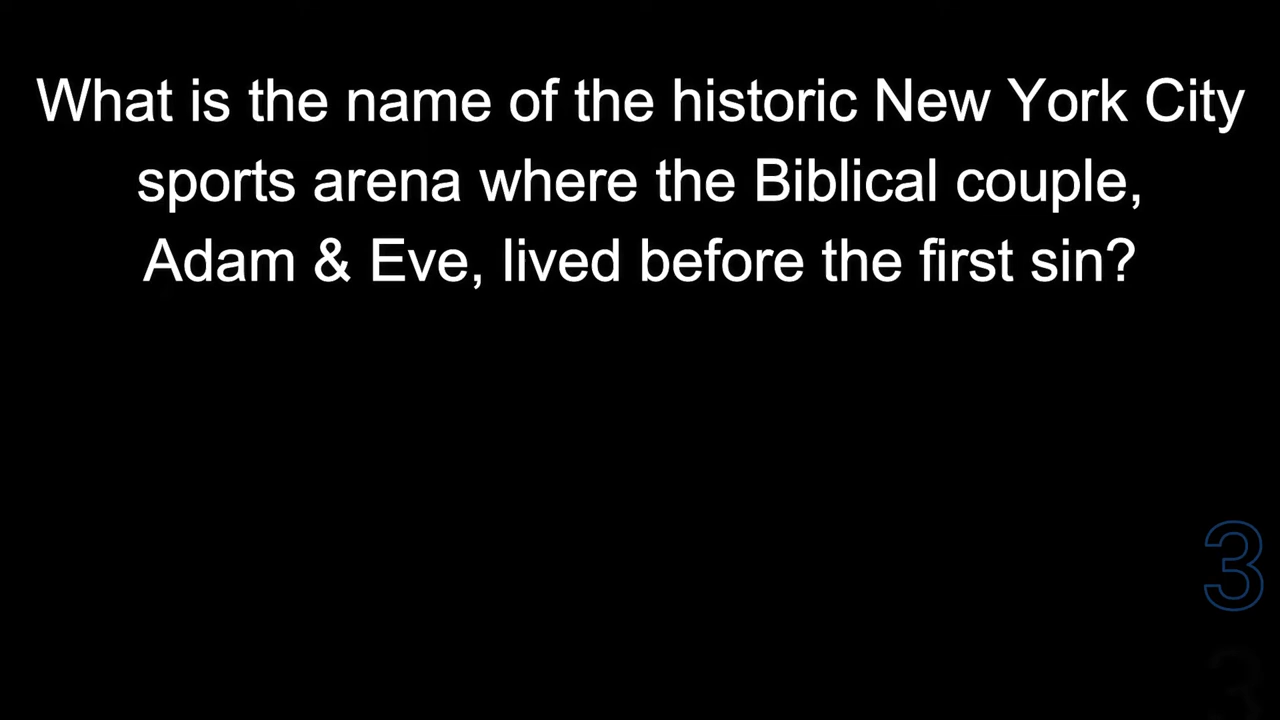 What is the name of the historic New York City
sports arena where the Biblical couple,
Adam & Eve, lived before the first sin?
3
3